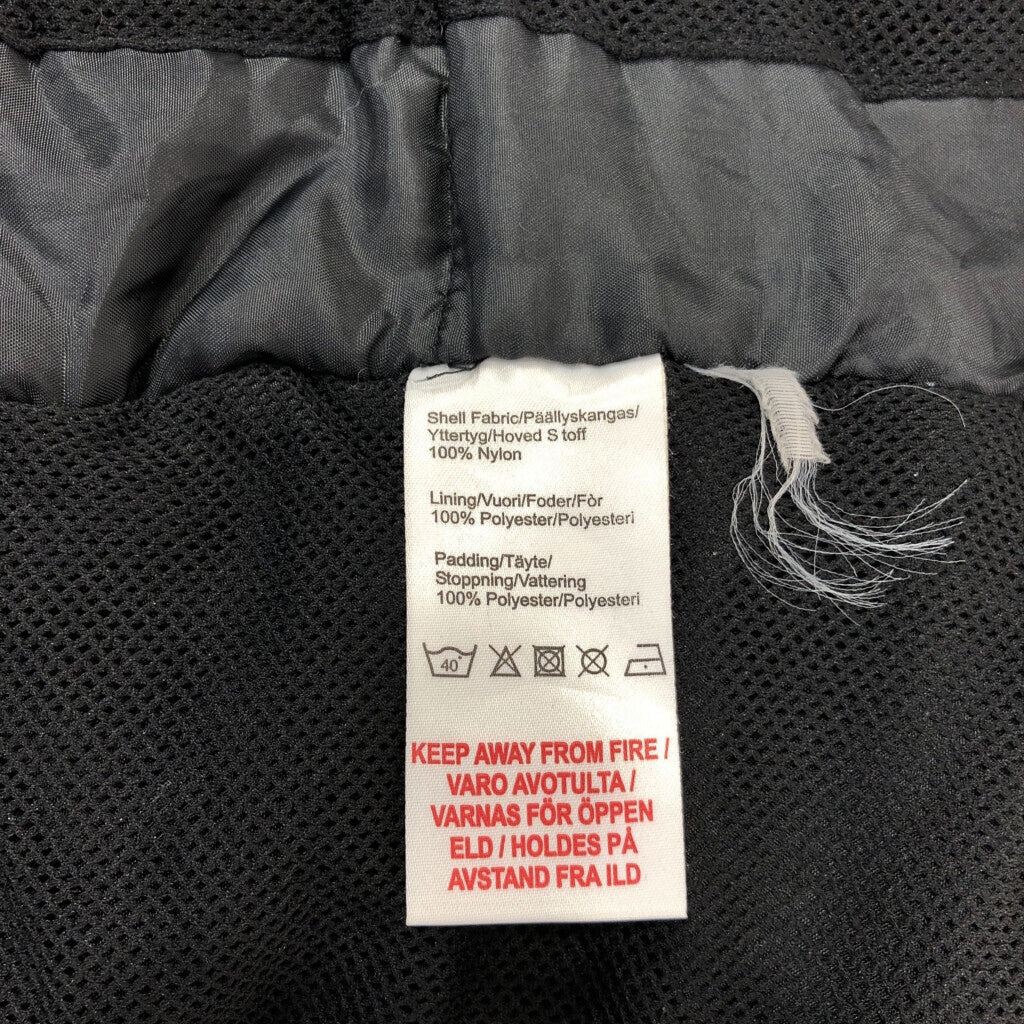 Shell Fabric/Päällyskangas/
Yttertyg/Hoved S toff
100% Nylon
Lining/Vuori/Foder/Fòr
100% Polyester/Polyesteri
Padding/Täyte/
Stoppning/Vattering
100% Polyester/Polyesteri
40°
KEEP AWAY FROM FIRE /
VARO AVOTULTA /
VARNAS FÖR ÖPPEN
ELD / HOLDES PÅ
AVSTAND FRA ILD